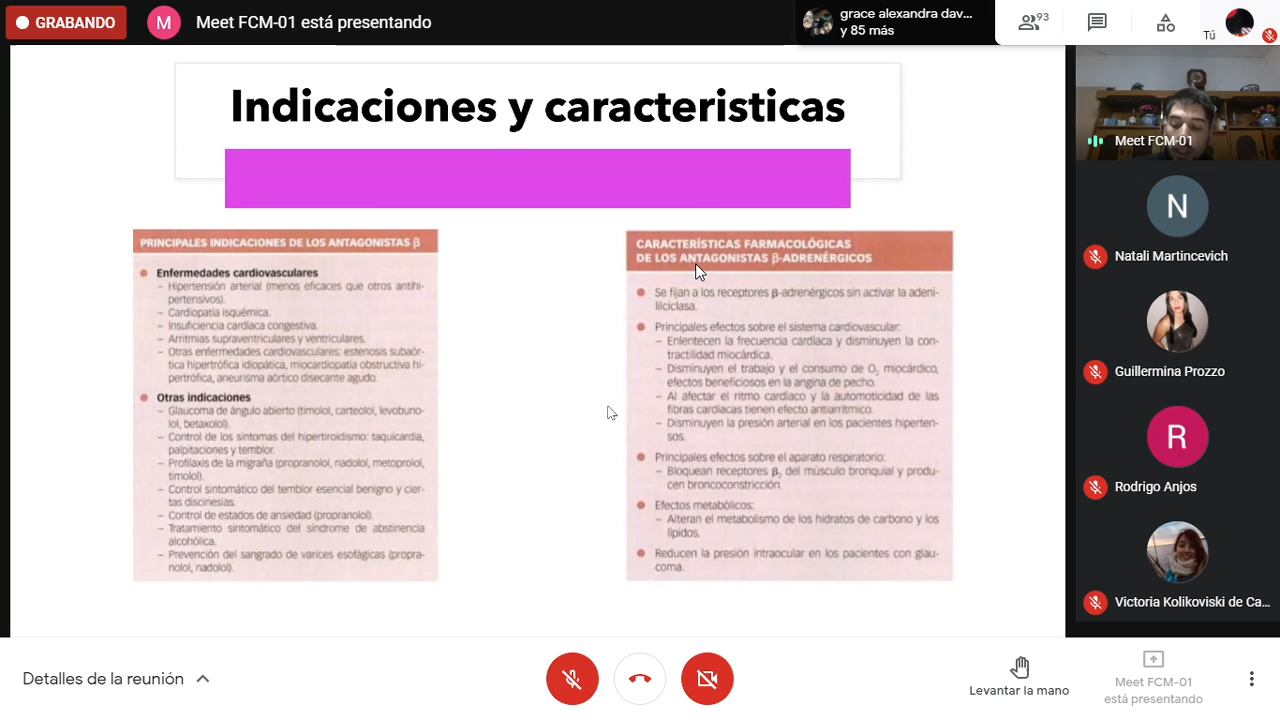 GRABANDO
M
Meet FCM-01 está presentando
grace alexandra dav...
y 85 más
93
Tú
Indicaciones y caracteristicas
PRINCIPALES INDICACIONES DE LOS ANTAGONISTAS β
Enfermedades cardiovasculares
– Hipertensión arterial (menos eficaces que otros antihi-
pertensivos).
– Cardiopatía isquémica.
– Insuficiencia cardíaca congestiva.
– Arritmias supraventriculares y ventriculares.
– Otras enfermedades cardiovasculares: estenosis subaór-
tica hipertrófica idiopática, miocardiopatía obstructiva hi-
pertrófica, aneurisma aórtico disecante agudo.
Otras indicaciones
– Glaucoma de ángulo abierto (timolol, carteolol, levobuno-
lol, betaxolol).
– Control de los síntomas del hipertiroidismo: taquicardia,
palpitaciones y temblor.
– Profilaxis de la migraña (propranolol, nadolol, metoprolol,
timolol).
– Control sintomático del temblor esencial benigno y cier-
tas discinesias.
– Control de estados de ansiedad (propranolol).
– Tratamiento sintomático del síndrome de abstinencia
alcohólica.
– Prevención del sangrado de varices esofágicas (propra-
nolol, nadolol).
CARACTERÍSTICAS FARMACOLÓGICAS
DE LOS ANTAGONISTAS β-ADRENÉRGICOS
Se fijan a los receptores β-adrenérgicos sin activar la adeni-
lilciclasa.
Principales efectos sobre el sistema cardiovascular:
– Enlentecen la frecuencia cardíaca y disminuyen la con-
tractilidad miocárdica.
– Disminuyen el trabajo y el consumo de O₂ miocárdico,
efectos beneficiosos en la angina de pecho.
– Al afectar el ritmo cardíaco y la automoticidad de las
fibras cardíacas tienen efecto antiarrítmico.
– Disminuyen la presión arterial en los pacientes hiperten-
sos.
Principales efectos sobre el aparato respiratorio:
– Bloquean receptores β₂ del músculo bronquial y produ-
cen broncoconstricción.
Efectos metabólicos:
– Alteran el metabolismo de los hidratos de carbono y los
lípidos.
Reducen la presión intraocular en los pacientes con glau-
coma.
Meet FCM-01
N
Natali Martincevich
Guillermina Prozzo
R
Rodrigo Anjos
Victoria Kolikoviski de Ca...
Detalles de la reunión
Levantar la mano
Meet FCM-01
está presentando